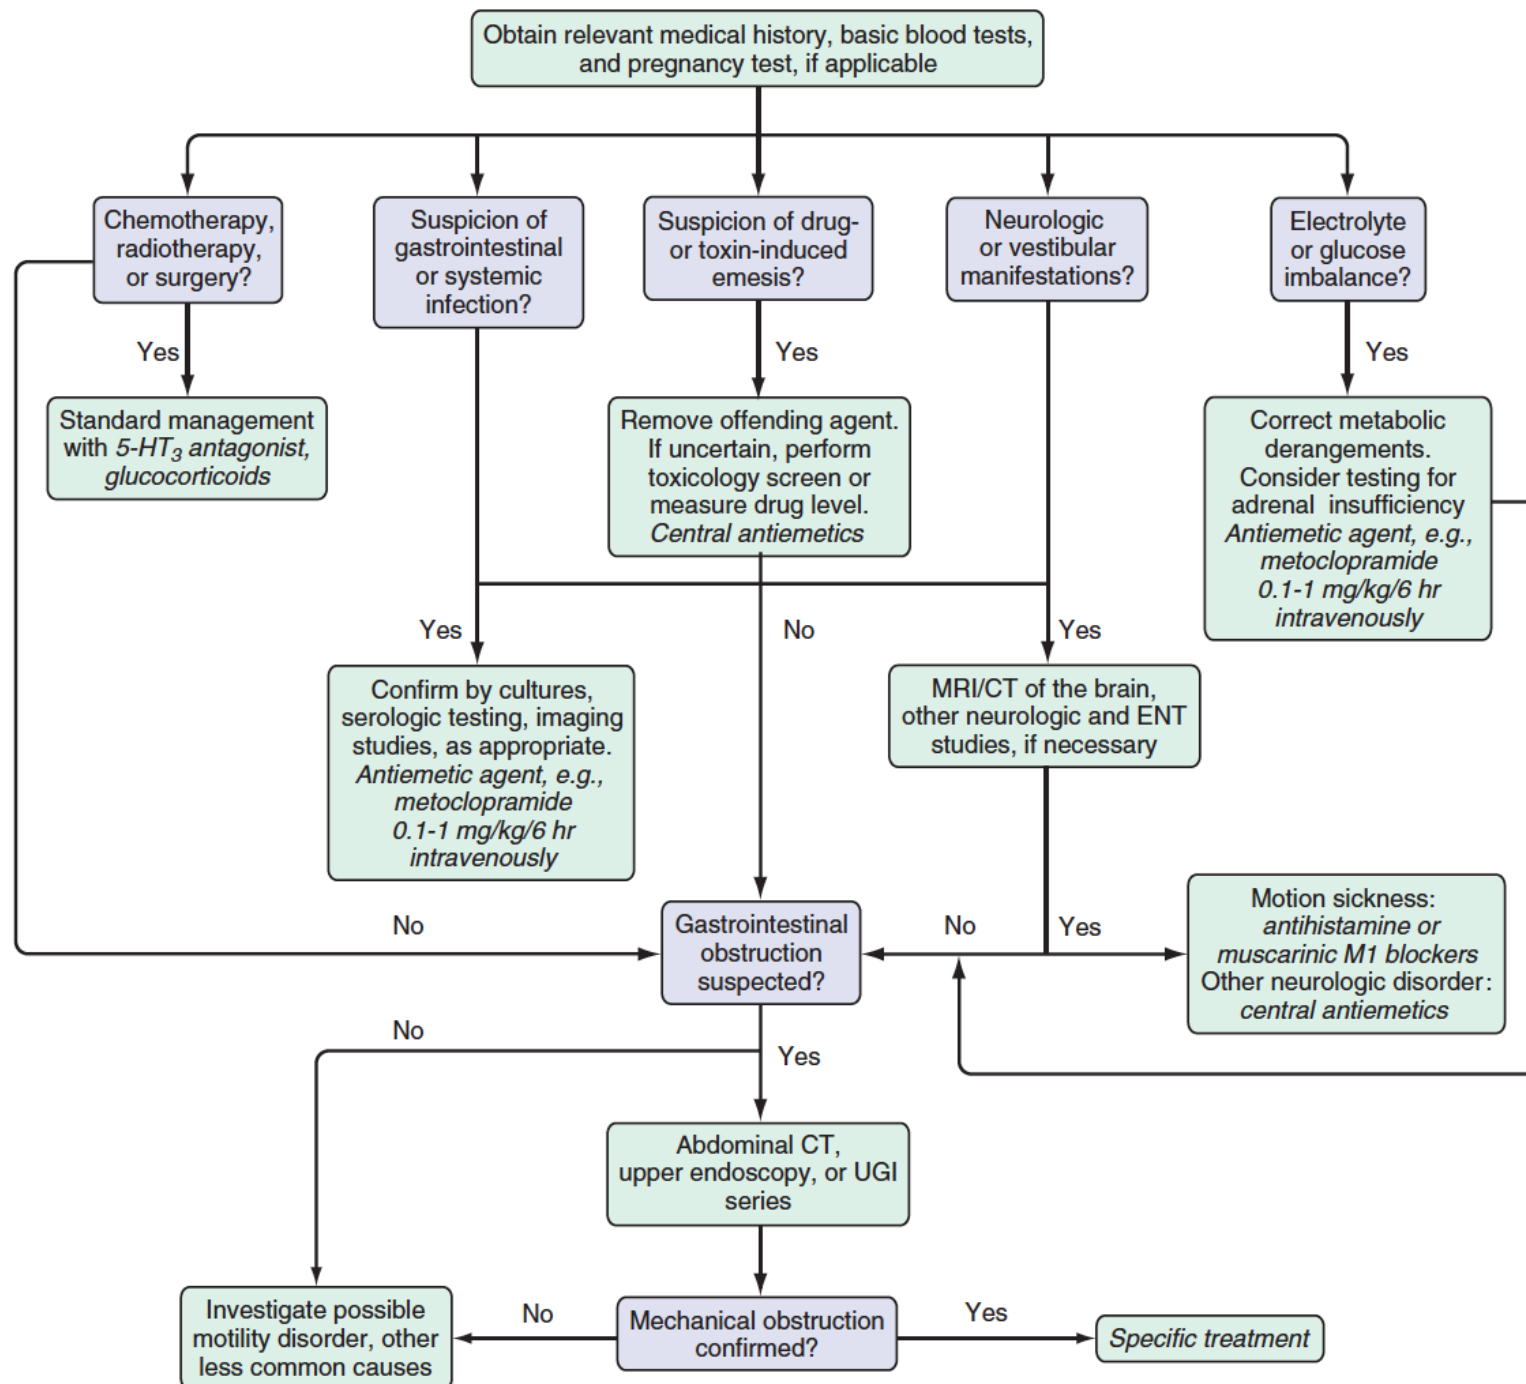 Obtain relevant medical history, basic blood tests,
and pregnancy test, if applicable
Chemotherapy,
radiotherapy,
or surgery?
Suspicion of
gastrointestinal
or systemic
infection?
Suspicion of drug-
or toxin-induced
emesis?
Neurologic
or vestibular
manifestations?
Electrolyte
or glucose
imbalance?
Yes
Yes
Yes
Standard management
with 5-HT3 antagonist,
glucocorticoids
Remove offending agent.
If uncertain, perform
toxicology screen or
measure drug level.
Central antiemetics
Correct metabolic
derangements.
Consider testing for
adrenal insufficiency
Antiemetic agent, e.g.,
metoclopramide
0.1-1 mg/kg/6 hr
intravenously
Yes
No
Yes
Confirm by cultures,
serologic testing, imaging
studies, as appropriate.
Antiemetic agent, e.g.,
metoclopramide
0.1-1 mg/kg/6 hr
intravenously
MRI/CT of the brain,
other neurologic and ENT
studies, if necessary
No
Gastrointestinal
obstruction
suspected?
No
Yes
Motion sickness:
antihistamine or
muscarinic M1 blockers
Other neurologic disorder:
central antiemetics
No
Yes
Abdominal CT,
upper endoscopy, or UGI
series
Investigate possible
motility disorder, other
less common causes
No
Mechanical obstruction
confirmed?
Yes
Specific treatment